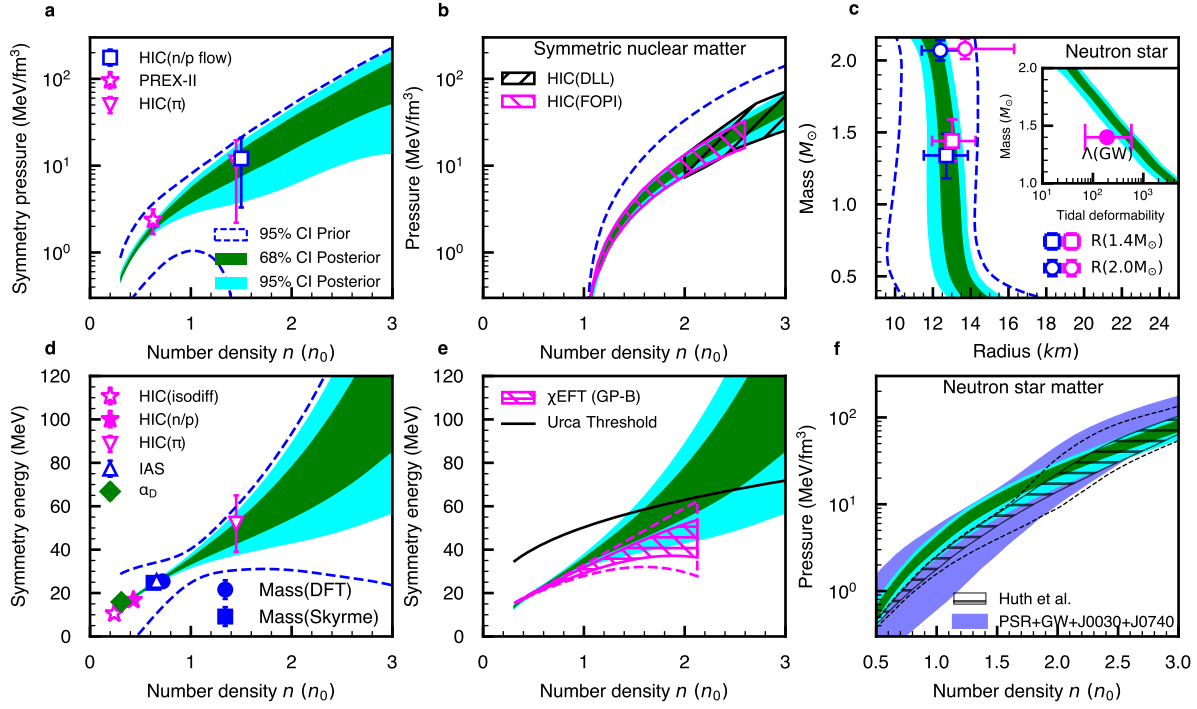 a
Symmetry pressure (MeV/fm³)
10²
10¹
10⁰
HIC(n/p flow)
PREX-II
HIC(π)
95% CI Prior
68% CI Posterior
95% CI Posterior
0 1 2 3
Number density n (n₀)
b
Pressure (MeV/fm³)
10²
10¹
10⁰
Symmetric nuclear matter
HIC(DLL)
HIC(FOPI)
0 1 2 3
Number density n (n₀)
c
Mass (M⊙)
2.0
1.5
1.0
0.5
Neutron star
Mass (M⊙)
2.0
1.0
Λ(GW)
10¹ 10² 10³
Tidal deformability
R(1.4M⊙)
R(2.0M⊙)
10 12 14 16 18 20 22 24
Radius (km)
d
Symmetry energy (MeV)
120
100
80
60
40
20
0
HIC(isodiff)
HIC(n/p)
HIC(π)
IAS
α_D
Mass(DFT)
Mass(Skyrme)
0 1 2 3
Number density n (n₀)
e
Symmetry energy (MeV)
120
100
80
60
40
20
0
χEFT (GP-B)
Urca Threshold
0 1 2 3
Number density n (n₀)
f
Pressure (MeV/fm³)
10²
10¹
10⁰
Neutron star matter
Huth et al.
PSR+GW+J0030+J0740
0.5 1.0 1.5 2.0 2.5 3.0
Number density n (n₀)